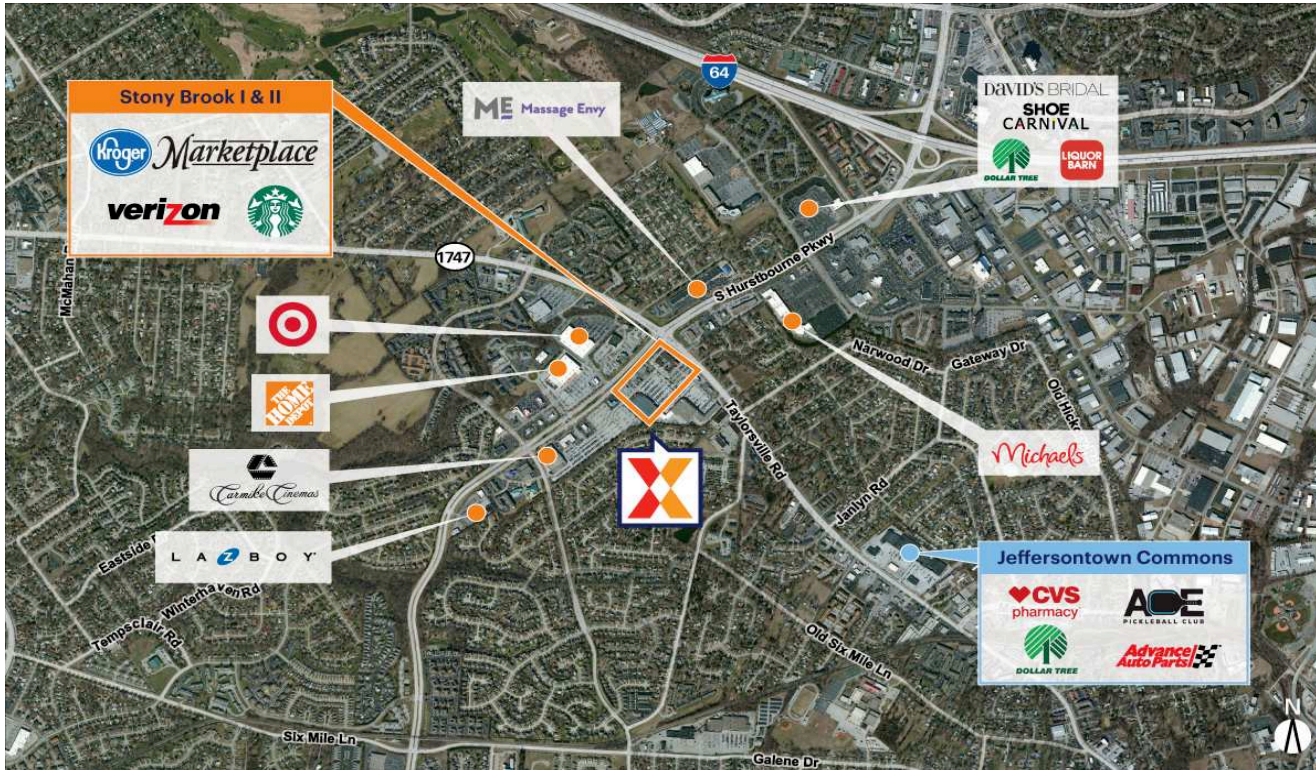 64
Stony Brook I & II
Kroger Marketplace
verizon
ME Massage Envy
DAVID'S BRIDAL
SHOE
CARNIVAL
DOLLAR TREE
LIQUOR
BARN
1747
McMahan
S Hurstbourne Pkwy
Narwood Dr
Gateway Dr
Old Hick
THE
HOME
DEPOT
Carmike Cinemas
LAZBOY
Taylorsville Rd
Michaels
Janlyn Rd
Eastside
Winterhaven Rd
Tempsclair Rd
Jeffersontown Commons
CVS
pharmacy
ACE
PICKLEBALL CLUB
DOLLAR TREE
Advance
Auto Parts
Old Six Mile Ln
Six Mile Ln
Galene Dr
N